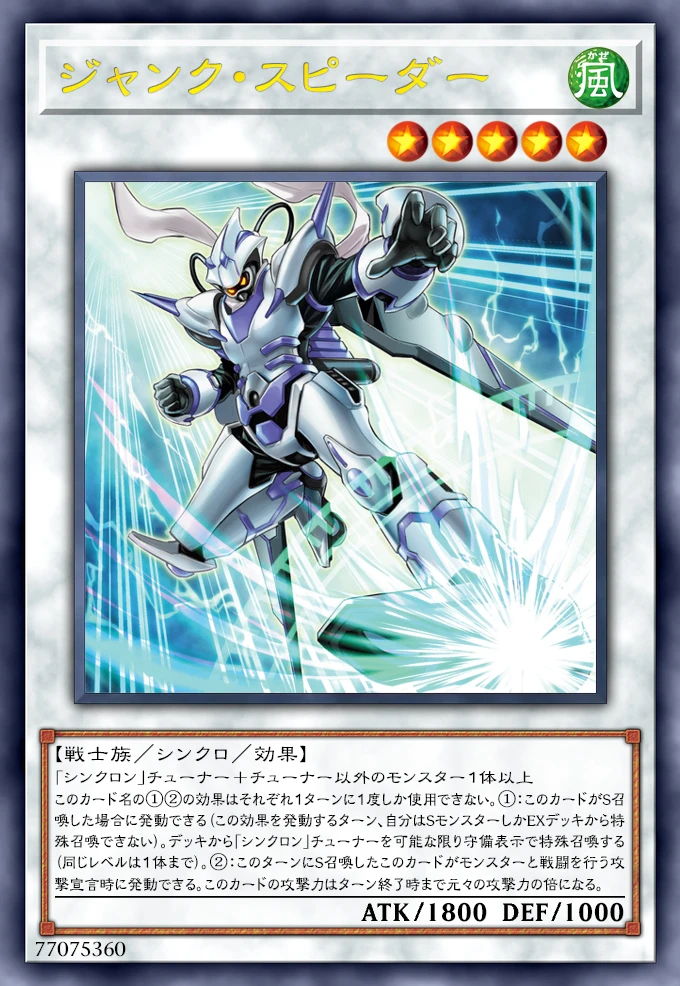 ジャンク・スピーダー
かぜ
風
【戦士族／シンクロ／効果】
「シンクロン」チューナー＋チューナー以外のモンスター１体以上
このカード名の①②の効果はそれぞれ１ターンに１度しか使用できない。①：このカードがS召
喚した場合に発動できる（この効果を発動するターン、自分はSモンスターしかEXデッキから特
殊召喚できない）。デッキから「シンクロン」チューナーを可能な限り守備表示で特殊召喚する
（同じレベルは１体まで）。②：このターンにS召喚したこのカードがモンスターと戦闘を行う攻
撃宣言時に発動できる。このカードの攻撃力はターン終了時まで元々の攻撃力の倍になる。
ATK/1800 DEF/1000
77075360